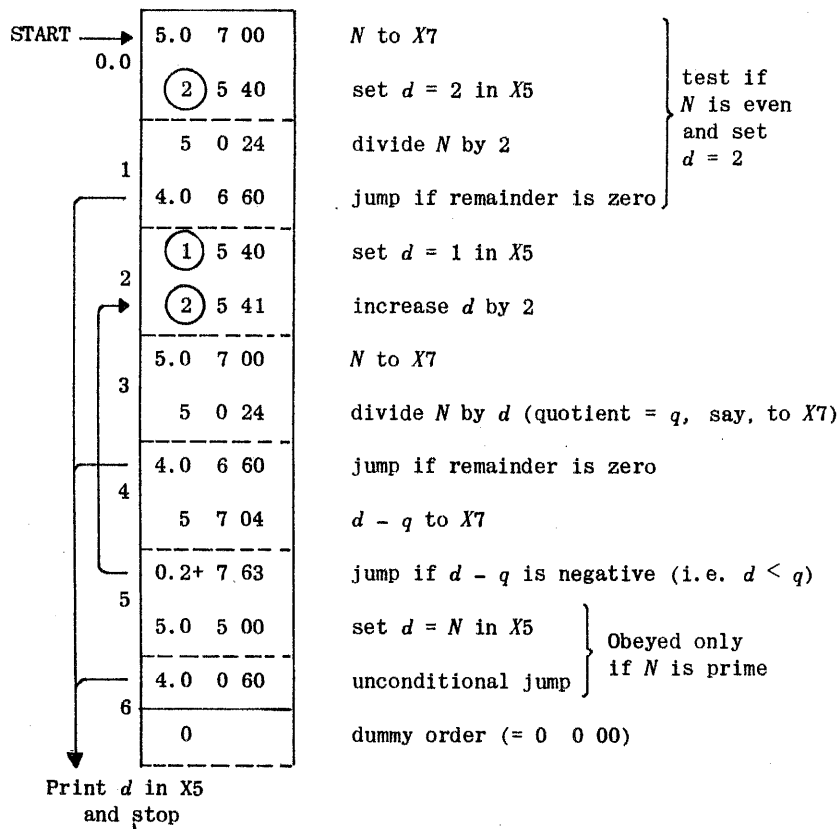 START 5.0 7 00 N to X7
0.0
2 5 40 set d = 2 in X5
test if
N is even
and set
d = 2
5 0 24 divide N by 2
1
4.0 6 60 jump if remainder is zero
1 5 40 set d = 1 in X5
2
2 5 41 increase d by 2
5.0 7 00 N to X7
3
5 0 24 divide N by d (quotient = q, say, to X7)
4.0 6 60 jump if remainder is zero
4
5 7 04 d - q to X7
0.2+ 7 63 jump if d - q is negative (i.e. d < q)
5
5.0 5 00 set d = N in X5
Obeyed only
if N is prime
4.0 0 60 unconditional jump
6
0 dummy order (= 0 0 00)
Print d in X5
and stop